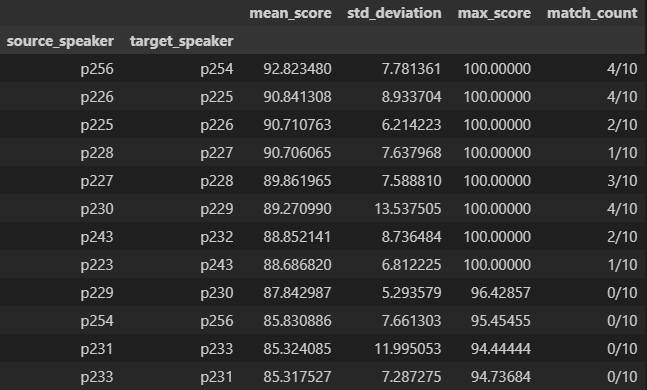 mean_score std_deviation max_score match_count
source_speaker target_speaker
p256 p254 92.823480 7.781361 100.00000 4/10
p226 p225 90.841308 8.933704 100.00000 4/10
p225 p226 90.710763 6.214223 100.00000 2/10
p228 p227 90.706065 7.637968 100.00000 1/10
p227 p228 89.861965 7.588810 100.00000 3/10
p230 p229 89.270990 13.537505 100.00000 4/10
p243 p232 88.852141 8.736484 100.00000 2/10
p223 p243 88.686820 6.812225 100.00000 1/10
p229 p230 87.842987 5.293579 96.42857 0/10
p254 p256 85.830886 7.661303 95.45455 0/10
p231 p233 85.324085 11.995053 94.44444 0/10
p233 p231 85.317527 7.287275 94.73684 0/10